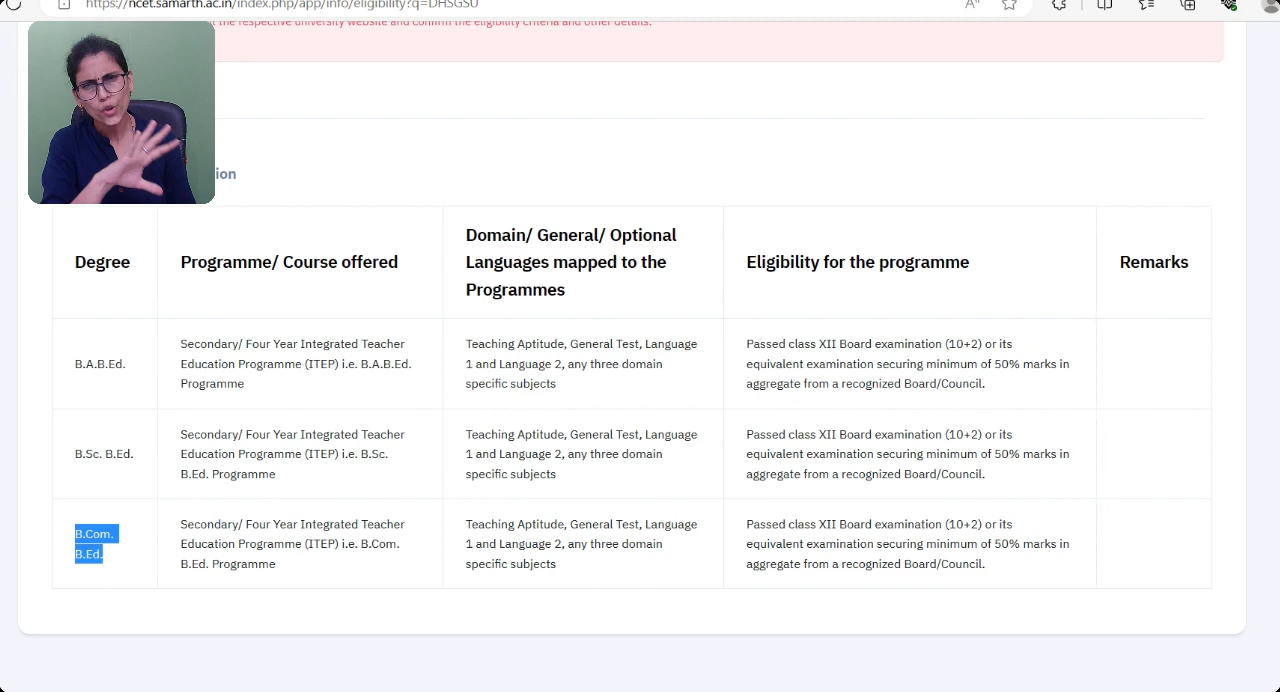 https://ncet.samarth.ac.in/index.php/app/info/eligibility?q=DHSGSU
t the respective university website and confirm the eligibility criteria and other details.
ion
Degree
Programme/ Course offered
Domain/ General/ Optional
Languages mapped to the
Programmes
Eligibility for the programme
Remarks
B.A.B.Ed.
Secondary/ Four Year Integrated Teacher
Education Programme (ITEP) i.e. B.A.B.Ed.
Programme
Teaching Aptitude, General Test, Language
1 and Language 2, any three domain
specific subjects
Passed class XII Board examination (10+2) or its
equivalent examination securing minimum of 50% marks in
aggregate from a recognized Board/Council.
B.Sc. B.Ed.
Secondary/ Four Year Integrated Teacher
Education Programme (ITEP) i.e. B.Sc.
B.Ed. Programme
Teaching Aptitude, General Test, Language
1 and Language 2, any three domain
specific subjects
Passed class XII Board examination (10+2) or its
equivalent examination securing minimum of 50% marks in
aggregate from a recognized Board/Council.
B.Com.
B.Ed.
Secondary/ Four Year Integrated Teacher
Education Programme (ITEP) i.e. B.Com.
B.Ed. Programme
Teaching Aptitude, General Test, Language
1 and Language 2, any three domain
specific subjects
Passed class XII Board examination (10+2) or its
equivalent examination securing minimum of 50% marks in
aggregate from a recognized Board/Council.